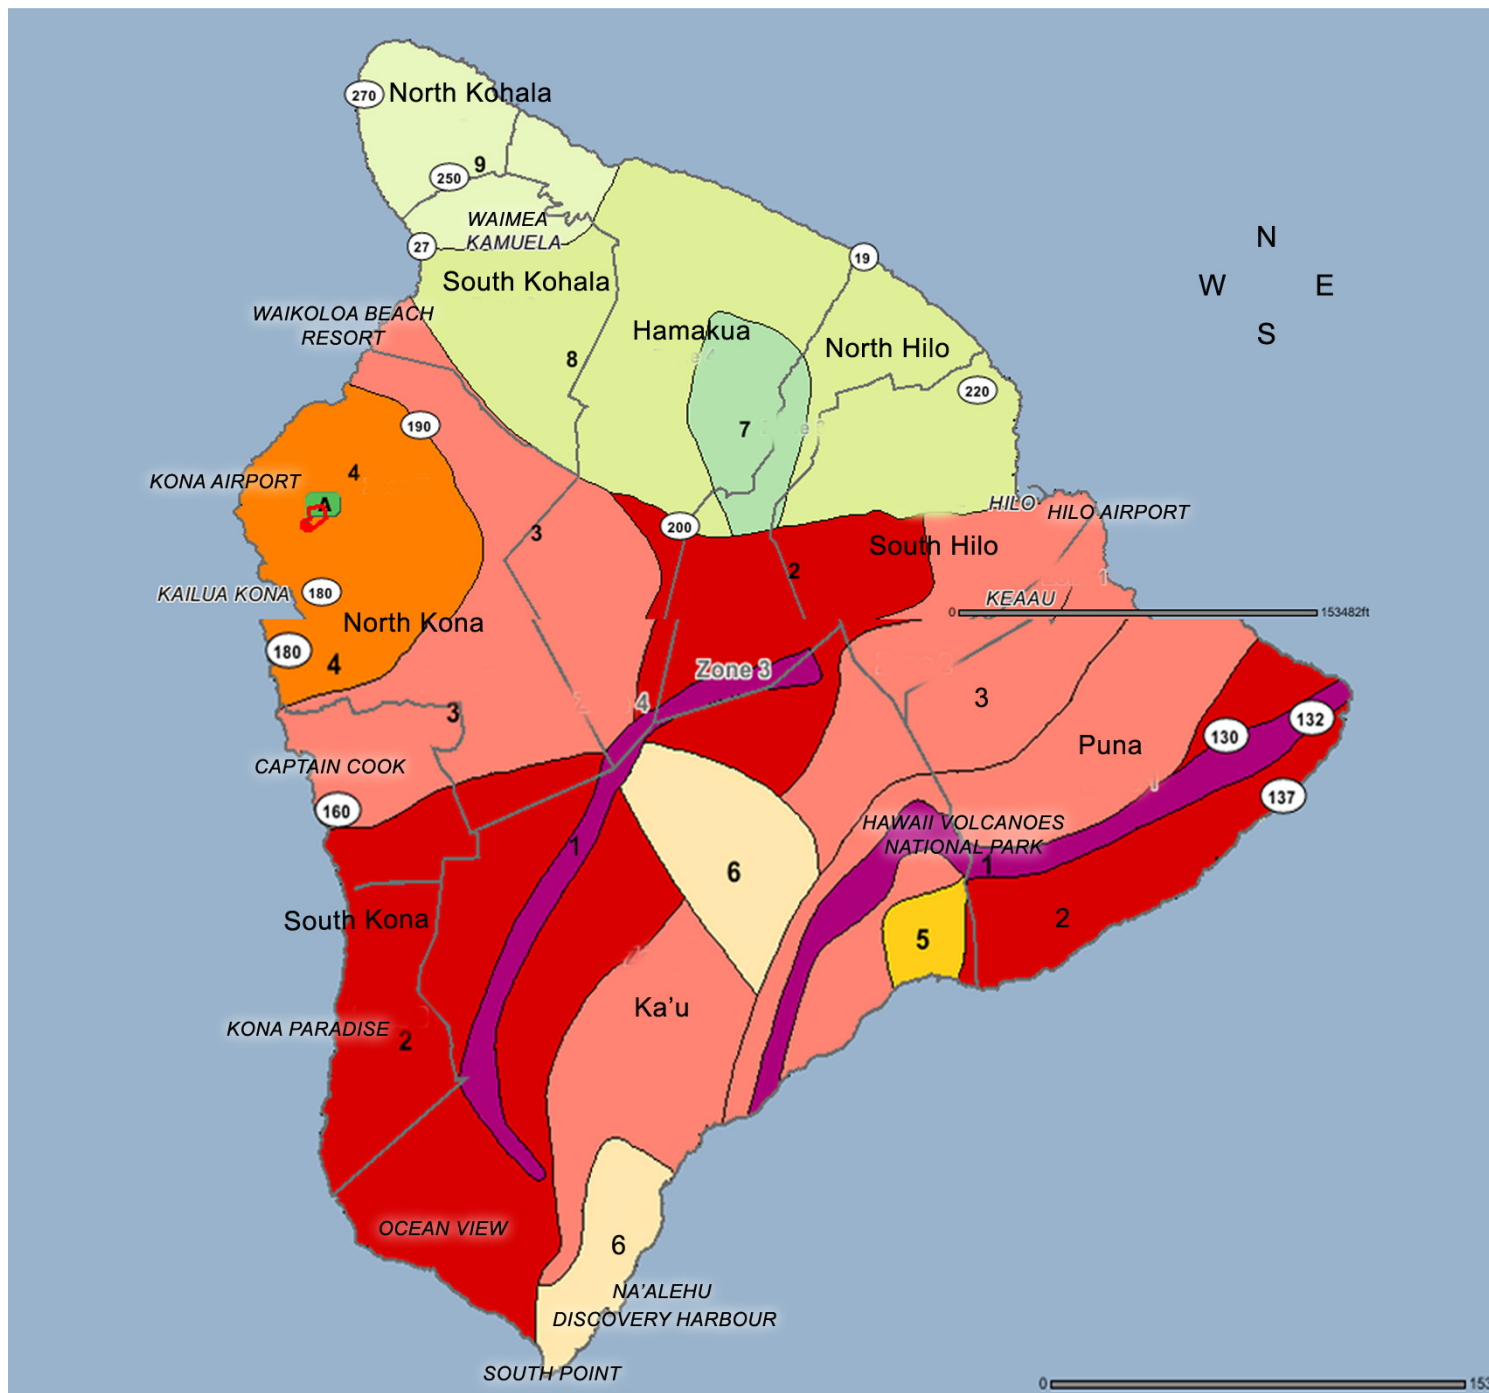 270
North Kohala
9
250
N
WAIMEA
KAMUELA
27
19
South Kohala
W
E
WAIKOLOA BEACH
RESORT
Hamakua
S
North Hilo
8
220
190
7
4
KONA AIRPORT
A
HILO
HILO AIRPORT
200
3
South Hilo
2
KAILUA KONA
180
KEAAU
0
153482ft
North Kona
180
4
Zone 3
3
4
3
132
130
Puna
CAPTAIN COOK
137
160
HAWAII VOLCANOES
NATIONAL PARK
1
1
6
South Kona
2
5
Ka'u
KONA PARADISE
2
OCEAN VIEW
6
NA'ALEHU
DISCOVERY HARBOUR
SOUTH POINT
0